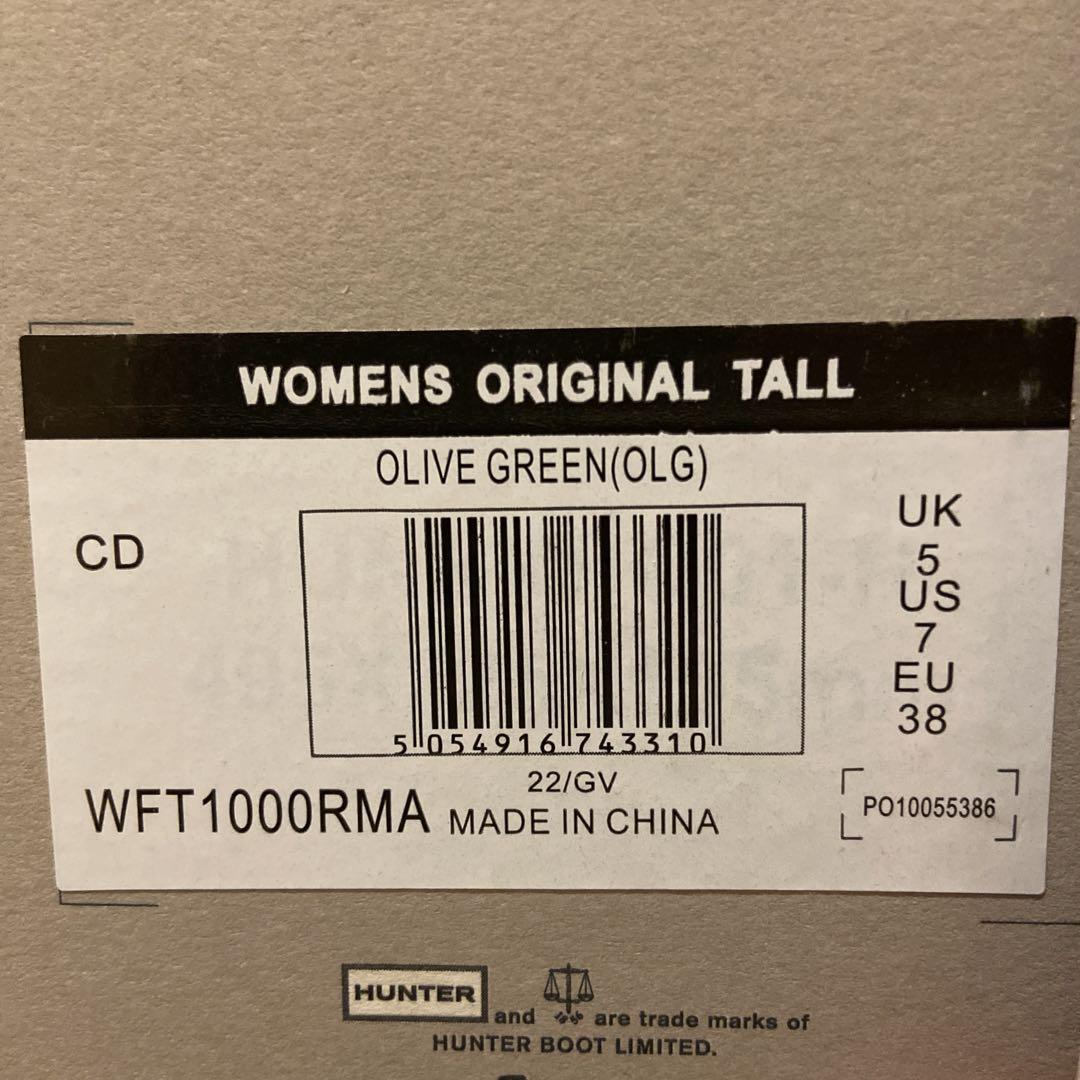 WOMENS ORIGINAL TALL
OLIVE GREEN(OLG)
CD
UK
5
US
7
EU
38
5 054916 743310
22/GV
WFT1000RMA MADE IN CHINA
PO10055386
HUNTER and are trade marks of
HUNTER BOOT LIMITED.